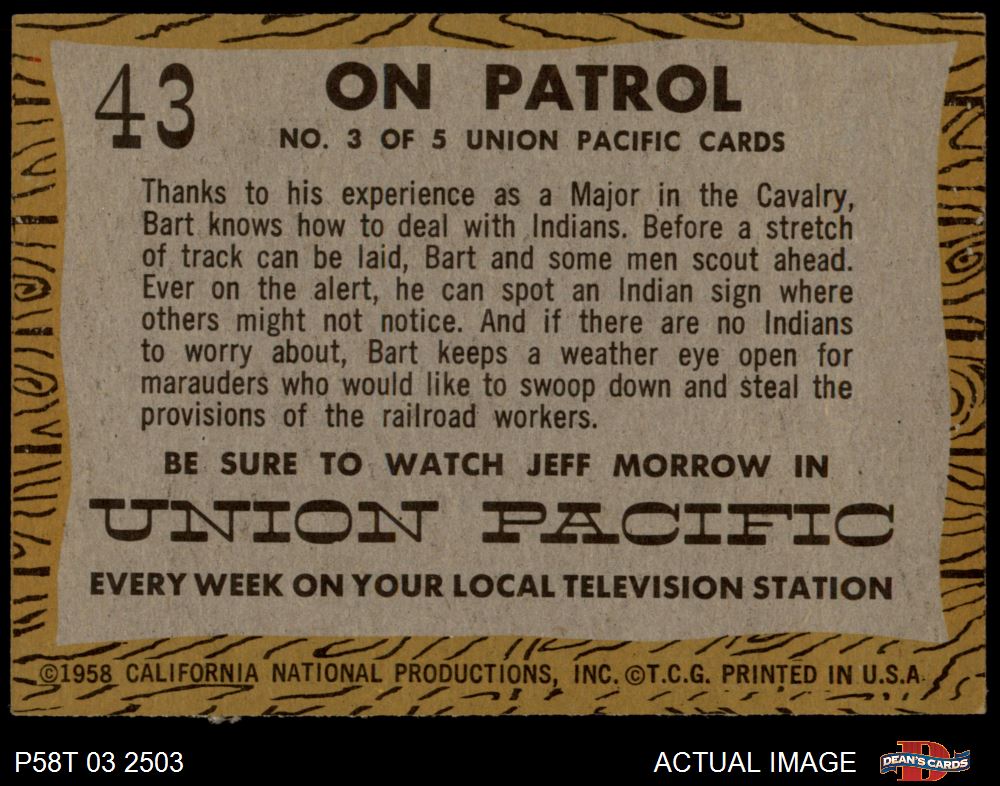 43
ON PATROL
NO. 3 OF 5 UNION PACIFIC CARDS
Thanks to his experience as a Major in the Cavalry,
Bart knows how to deal with Indians. Before a stretch
of track can be laid, Bart and some men scout ahead.
Ever on the alert, he can spot an Indian sign where
others might not notice. And if there are no Indians
to worry about, Bart keeps a weather eye open for
marauders who would like to swoop down and steal the
provisions of the railroad workers.
BE SURE TO WATCH JEFF MORROW IN
UNION PACIFIC
EVERY WEEK ON YOUR LOCAL TELEVISION STATION
©1958 CALIFORNIA NATIONAL PRODUCTIONS, INC. ©T.C.G. PRINTED IN U.S.A.
P58T 03 2503
ACTUAL IMAGE
D
DEAN'S CARDS